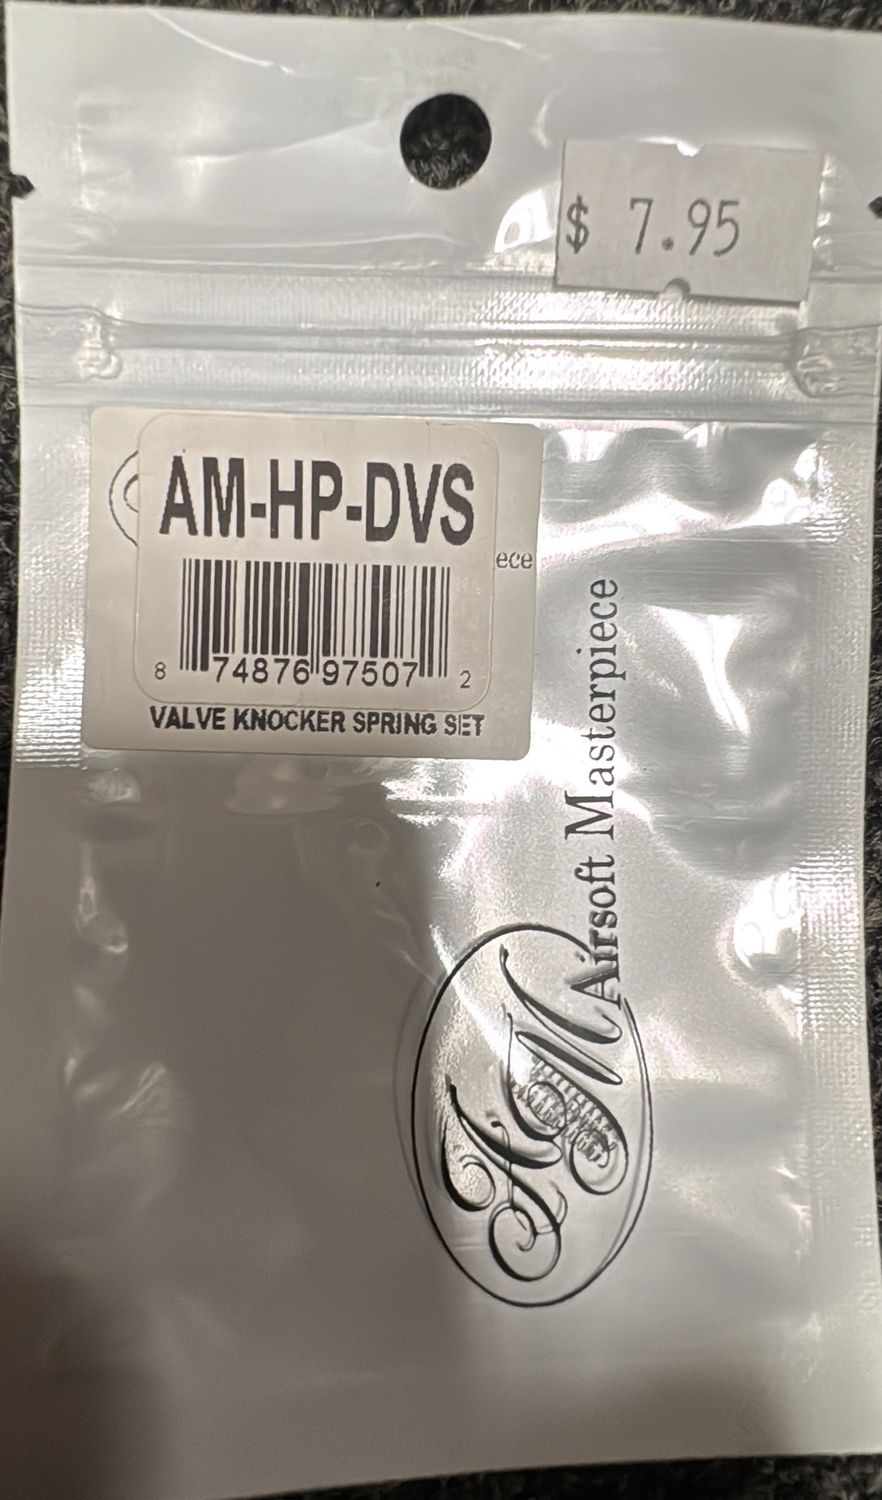 $ 7.95
AM-HP-DVS
ece
8 74876 97507 2
VALVE KNOCKER SPRING SET
Airsoft Masterpiece
AM